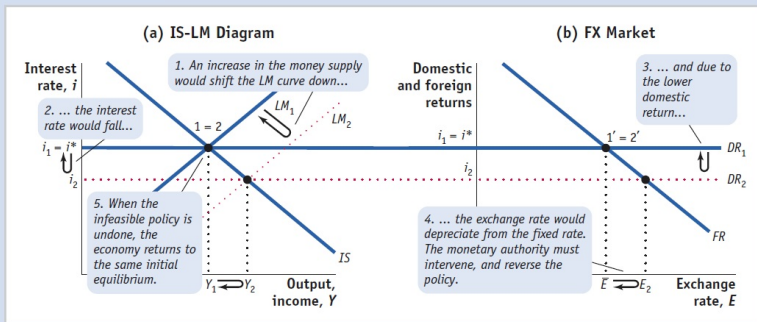 (a) IS-LM Diagram
Interest
rate, i
1. An increase in the money supply
would shift the LM curve down...
2. ... the interest
rate would fall...
LM₁
LM₂
1 = 2
i₁ = i*
i₂
5. When the
infeasible policy is
undone, the
economy returns to
the same initial
equilibrium.
IS
Y₁
Y₂
Output,
income, Y
(b) FX Market
Domestic
and foreign
returns
3. ... and due to
the lower
domestic
return...
i₁ = i*
1′ = 2′
DR₁
i₂
DR₂
4. ... the exchange rate would
depreciate from the fixed rate.
The monetary authority must
intervene, and reverse the
policy.
FR
E
E₂
Exchange
rate, E